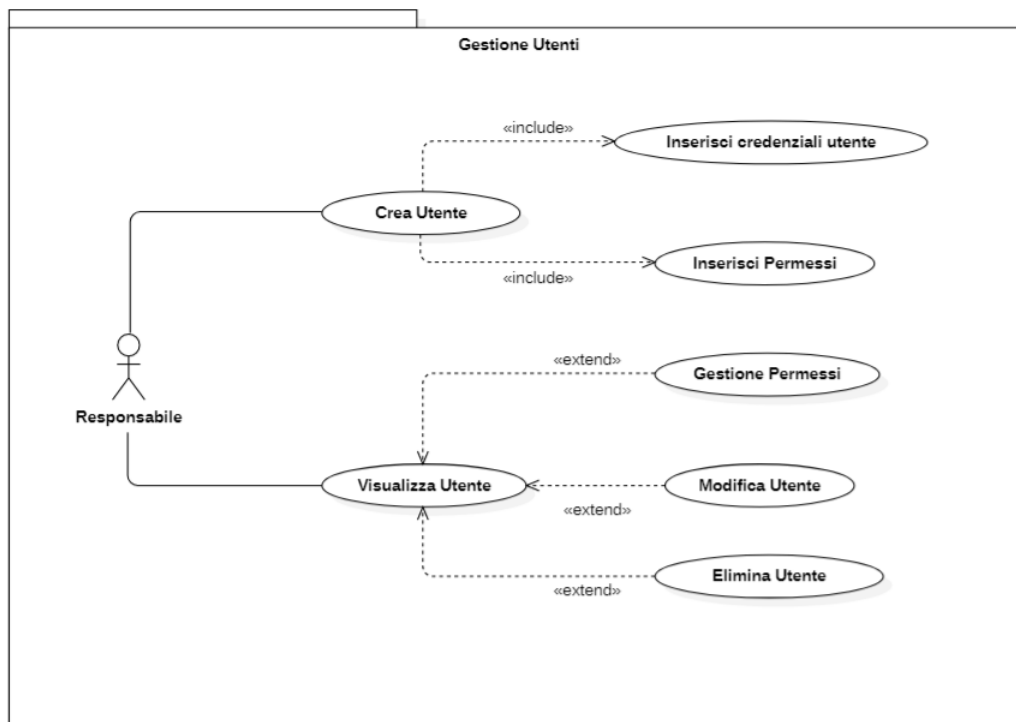 Gestione Utenti
«include»
Inserisci credenziali utente
Crea Utente
Inserisci Permessi
«include»
«extend»
Gestione Permessi
Responsabile
Visualizza Utente
Modifica Utente
«extend»
Elimina Utente
«extend»